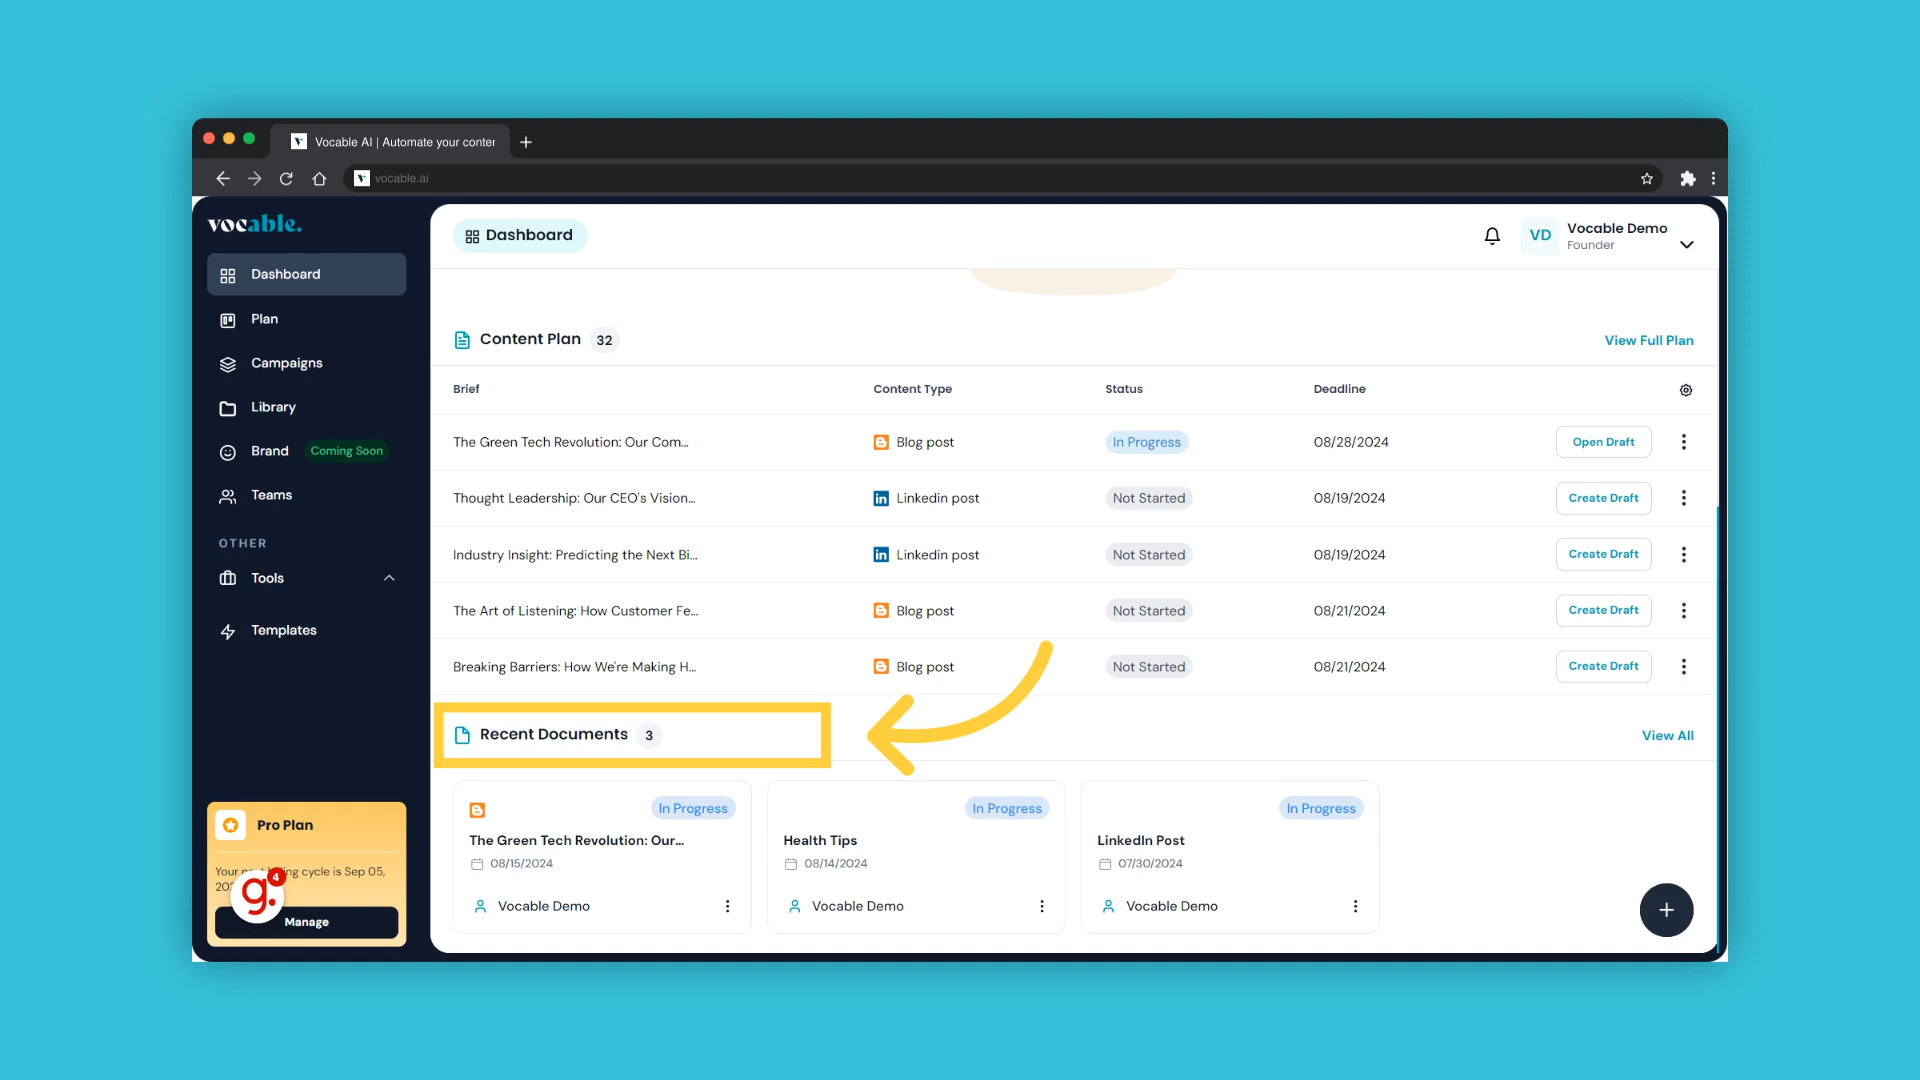 Vocable AI | Automate your conter
vocable.ai
vocable.
Dashboard
Plan
Campaigns
Library
Brand Coming Soon
Teams
OTHER
Tools
Templates
Pro Plan
cycle is Sep 05,
g. 4
Manage
Dashboard
VD
Vocable Demo
Founder
Content Plan 32
View Full Plan
Brief Content Type Status Deadline
The Green Tech Revolution: Our Com... Blog post In Progress 08/28/2024 Open Draft
Thought Leadership: Our CEO's Vision... Linkedin post Not Started 08/19/2024 Create Draft
Industry Insight: Predicting the Next Bi... Linkedin post Not Started 08/19/2024 Create Draft
The Art of Listening: How Customer Fe... Blog post Not Started 08/21/2024 Create Draft
Breaking Barriers: How We're Making H... Blog post Not Started 08/21/2024 Create Draft
Recent Documents 3
View All
In Progress
The Green Tech Revolution: Our...
08/15/2024
Vocable Demo
In Progress
Health Tips
08/14/2024
Vocable Demo
In Progress
LinkedIn Post
07/30/2024
Vocable Demo